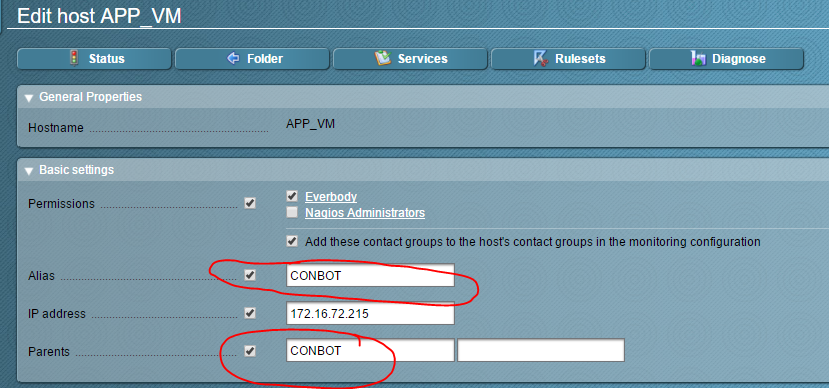 Edit host APP_VM
Status Folder Services Rulesets Diagnose
General Properties
Hostname APP_VM
Basic settings
Permissions Everbody
Nagios Administrators
Add these contact groups to the host's contact groups in the monitoring configuration
Alias CONBOT
IP address 172.16.72.215
Parents CONBOT